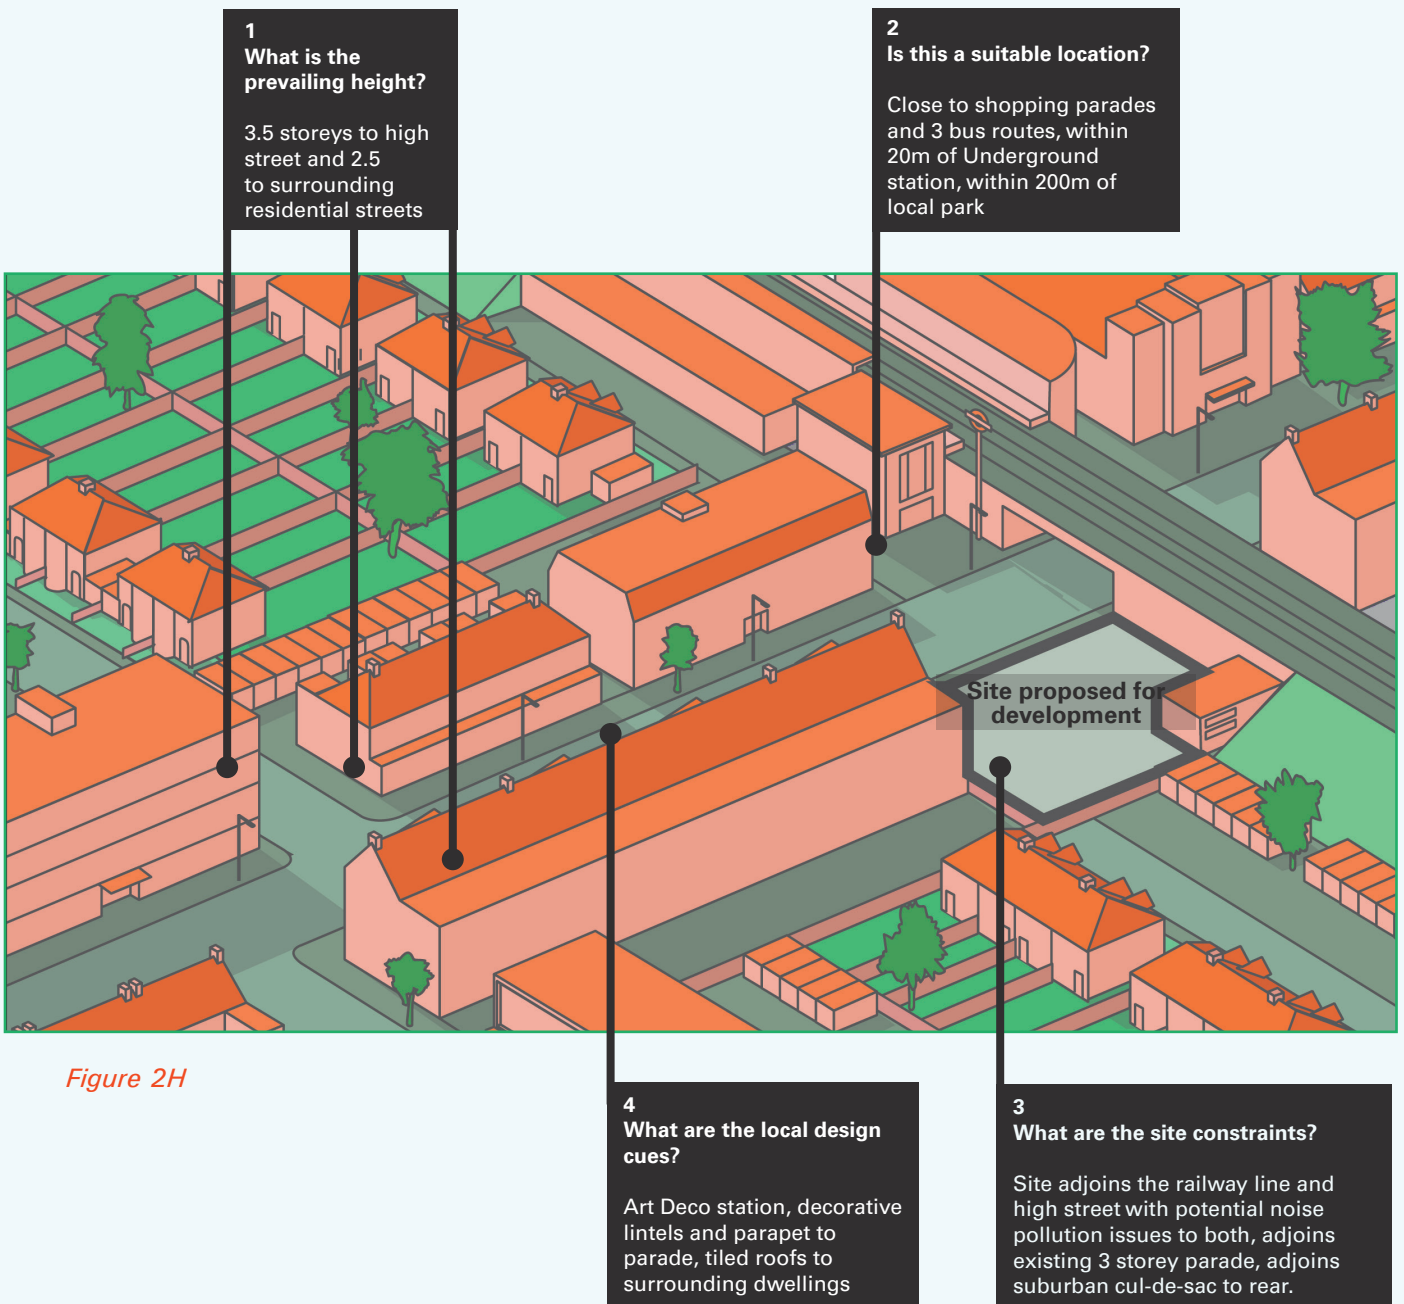 1
What is the
prevailing height?
3.5 storeys to high
street and 2.5
to surrounding
residential streets
2
Is this a suitable location?
Close to shopping parades
and 3 bus routes, within
20m of Underground
station, within 200m of
local park
Site proposed for
development
Figure 2H
4
What are the local design
cues?
Art Deco station, decorative
lintels and parapet to
parade, tiled roofs to
surrounding dwellings
3
What are the site constraints?
Site adjoins the railway line and
high street with potential noise
pollution issues to both, adjoins
existing 3 storey parade, adjoins
suburban cul-de-sac to rear.